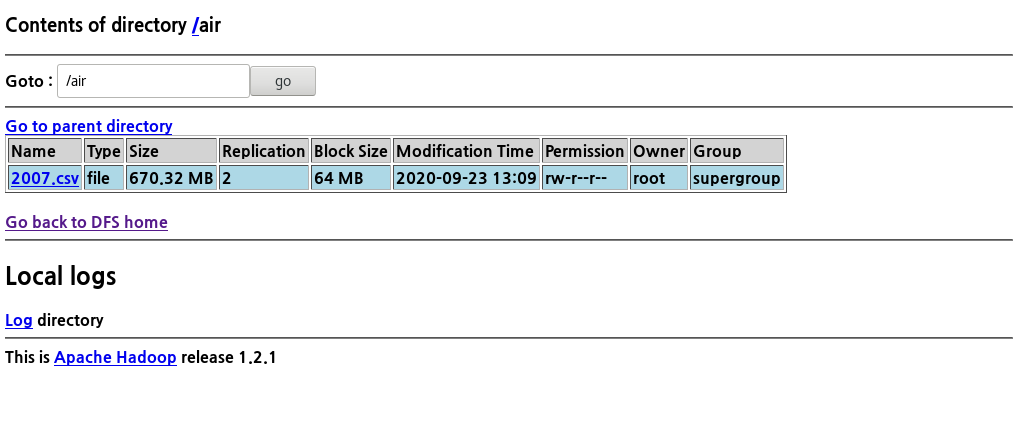 Contents of directory /air
Goto : /air go
Go to parent directory
Name Type Size Replication Block Size Modification Time Permission Owner Group
2007.csv file 670.32 MB 2 64 MB 2020-09-23 13:09 rw-r--r-- root supergroup
Go back to DFS home
Local logs
Log directory
This is Apache Hadoop release 1.2.1